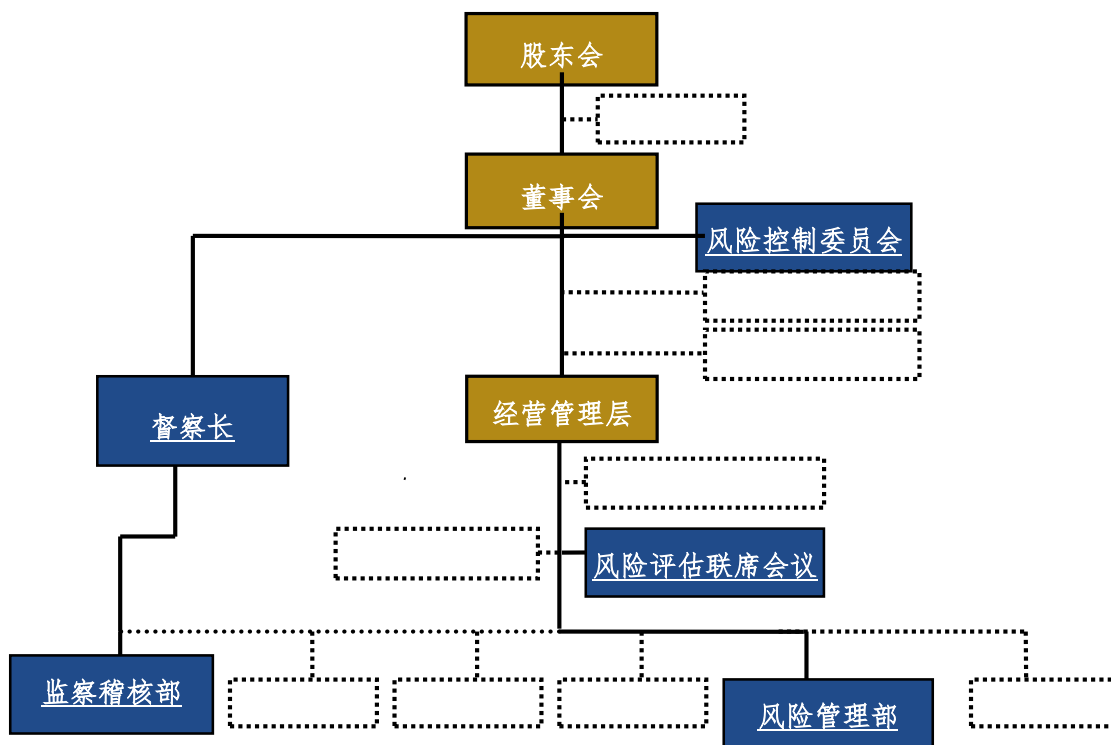 股东会
董事会
风险控制委员会
督察长
经营管理层
风险评估联席会议
监察稽核部
风险管理部